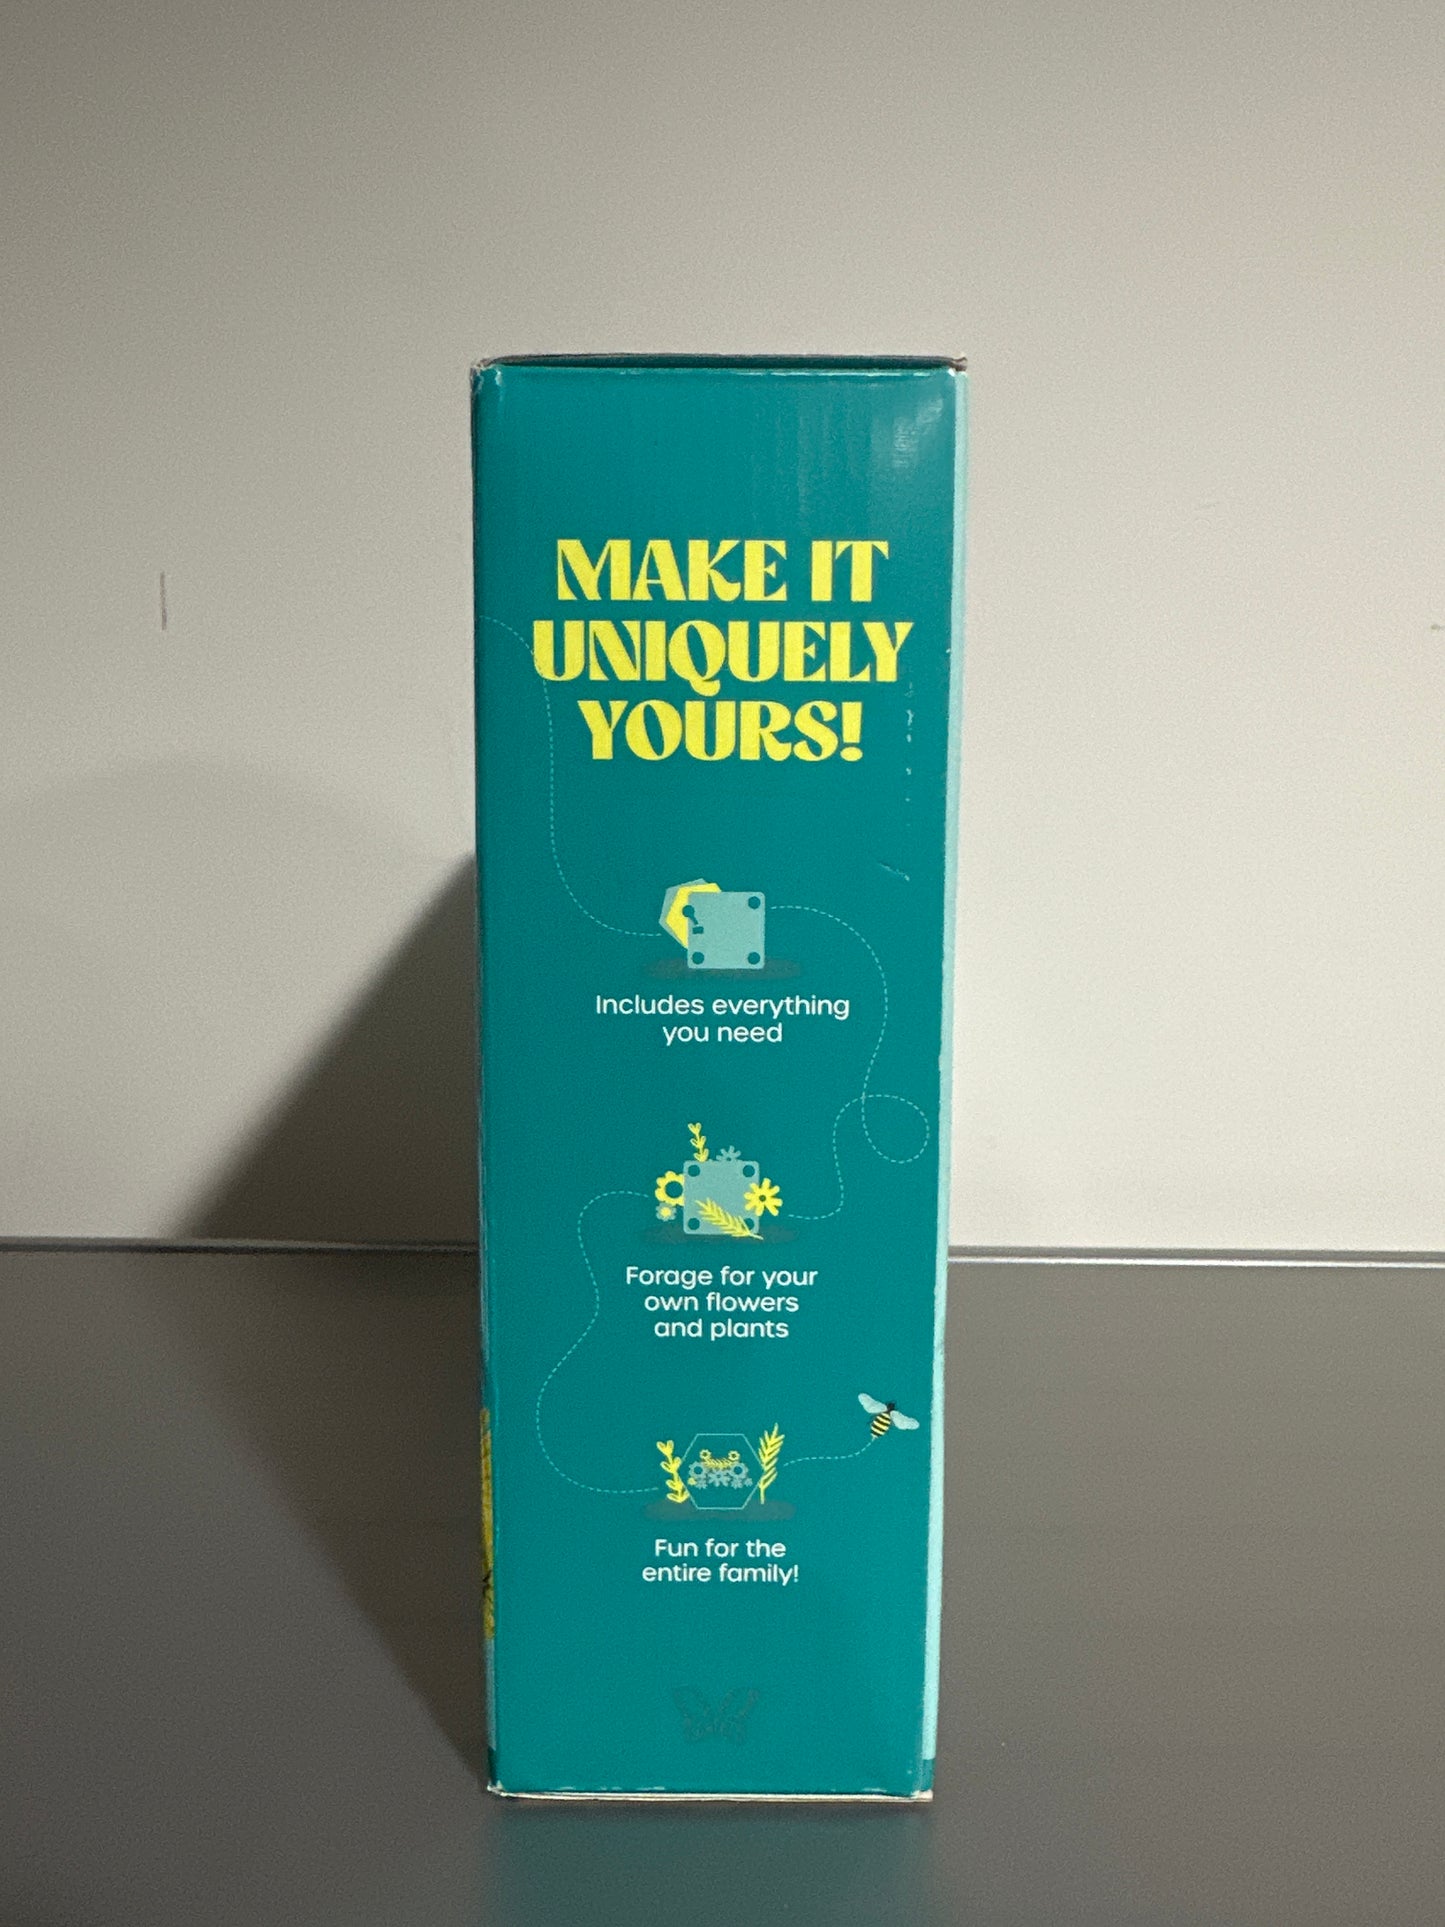 MAKE IT
UNIQUELY
YOURS!
Includes everything
you need
Forage for your
own flowers
and plants
Fun for the
entire family!